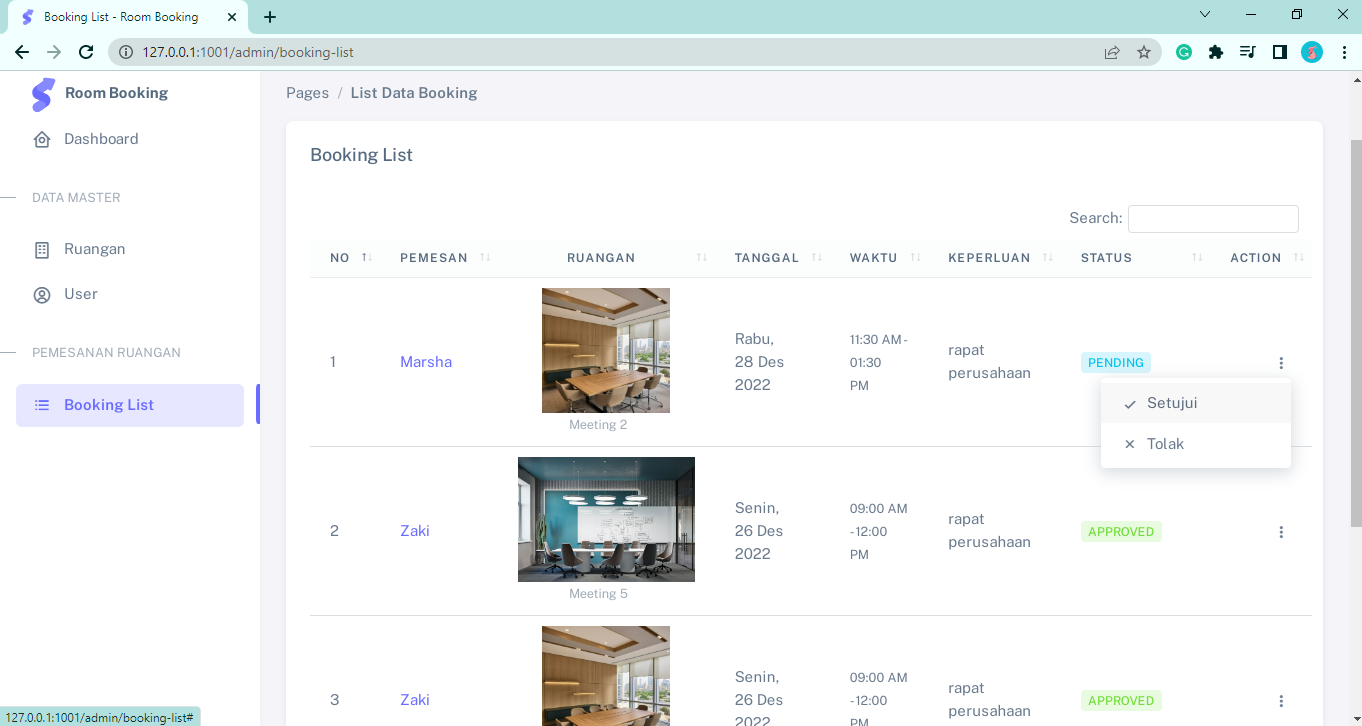 Booking List - Room Booking
127.0.0.1:1001/admin/booking-list
Room Booking
Dashboard
DATA MASTER
Ruangan
User
PEMESANAN RUANGAN
Booking List
Pages / List Data Booking
Booking List
Search:
NO PEMESAN RUANGAN TANGGAL WAKTU KEPERLUAN STATUS ACTION
1 Marsha
Meeting 2
Rabu,
28 Des
2022
11:30 AM -
01:30
PM
rapat
perusahaan
PENDING
Setujui
Tolak
2 Zaki
Meeting 5
Senin,
26 Des
2022
09:00 AM
- 12:00
PM
rapat
perusahaan
APPROVED
3 Zaki
Senin,
26 Des
2022
09:00 AM
- 12:00
PM
rapat
perusahaan
APPROVED
127.0.0.1:1001/admin/booking-list#